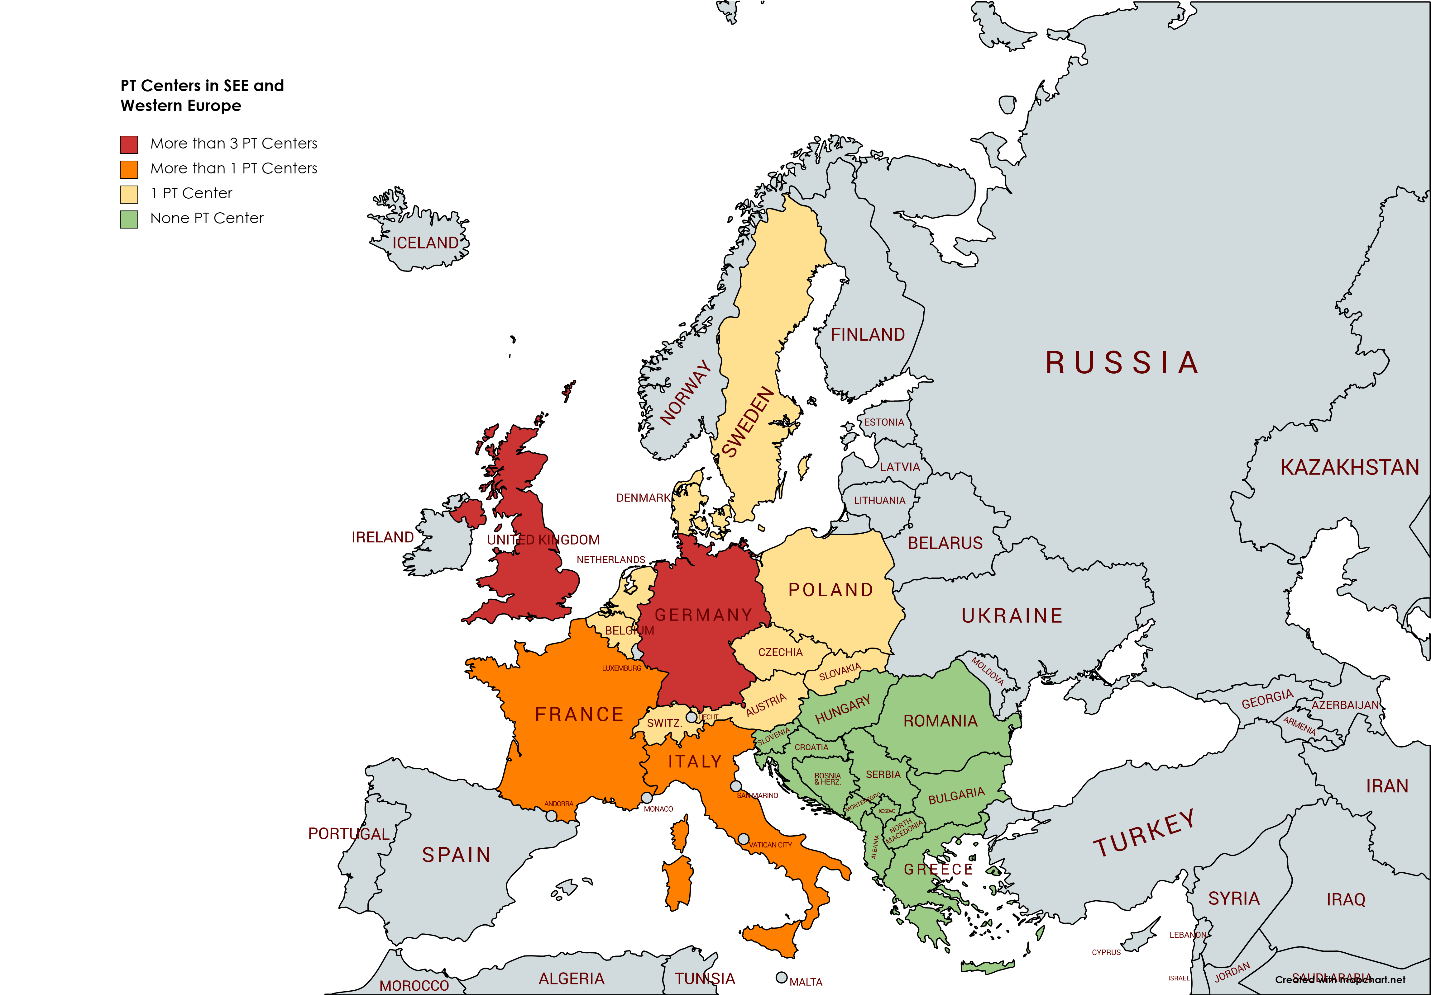 PT Centers in SEE and
Western Europe
More than 3 PT Centers
More than 1 PT Centers
1 PT Center
None PT Center
ICELAND
FINLAND
RUSSIA
NORWAY
SWEDEN
ESTONIA
LATVIA
LITHUANIA
KAZAKHSTAN
DENMARK
IRELAND
UNITED KINGDOM
BELARUS
NETHERLANDS
POLAND
GERMANY
UKRAINE
BELGIUM
CZECHIA
LUXEMBURG
SLOVAKIA
MOLDOVA
FRANCE
SWITZ.
AUSTRIA
HUNGARY
ROMANIA
GEORGIA
AZERBAIJAN
ARMENIA
SLOVENIA
CROATIA
ITALY
BOSNIA
& HERZ.
SERBIA
IRAN
SAN MARINO
BULGARIA
ANDORRA
MONACO
MONTENEGRO
NORTH
MACEDONIA
PORTUGAL
SPAIN
VATICAN CITY
ALBANIA
GREECE
TURKEY
SYRIA
IRAQ
LEBANON
CYPRUS
ISRAEL
JORDAN
SAUDI ARABIA
MOROCCO
ALGERIA
TUNISIA
MALTA
Created with mapchart.net